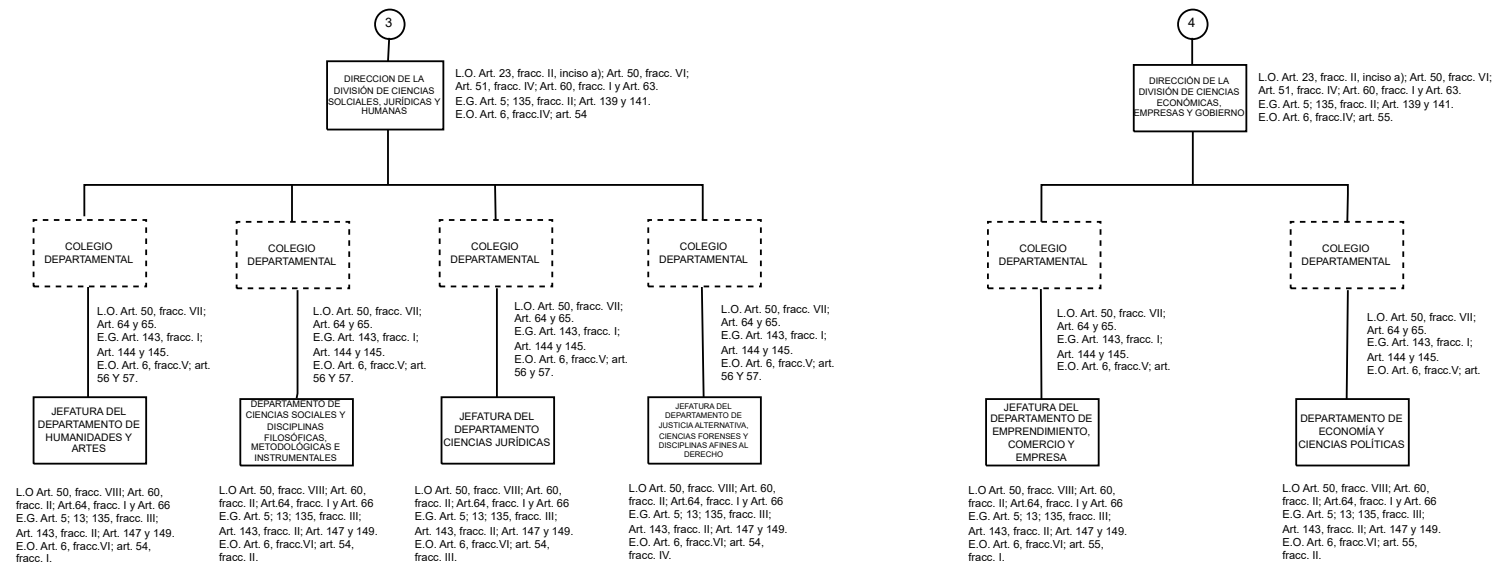 3
DIRECCION DE LA
DIVISIÓN DE CIENCIAS
SOLCIALES, JURÍDICAS Y
HUMANAS
L.O. Art. 23, fracc. II, inciso a); Art. 50, fracc. VI;
Art. 51, fracc. IV; Art. 60, fracc. I y Art. 63.
E.G. Art. 5; 135, fracc. II; Art. 139 y 141.
E.O. Art. 6, fracc.IV; art. 54
COLEGIO
DEPARTAMENTAL
L.O. Art. 50, fracc. VII;
Art. 64 y 65.
E.G. Art. 143, fracc. I;
Art. 144 y 145.
E.O. Art. 6, fracc.V; art.
56 Y 57.
JEFATURA DEL
DEPARTAMENTO DE
HUMANIDADES Y
ARTES
L.O Art. 50, fracc. VIII; Art. 60,
fracc. II; Art.64, fracc. I y Art. 66
E.G. Art. 5; 13; 135, fracc. III;
Art. 143, fracc. II; Art. 147 y 149.
E.O. Art. 6, fracc.VI; art. 54,
fracc. I.
COLEGIO
DEPARTAMENTAL
L.O. Art. 50, fracc. VII;
Art. 64 y 65.
E.G. Art. 143, fracc. I;
Art. 144 y 145.
E.O. Art. 6, fracc.V; art.
56 Y 57.
DEPARTAMENTO DE
CIENCIAS SOCIALES Y
DISCIPLINAS
FILOSÓFICAS,
METODOLÓGICAS E
INSTRUMENTALES
L.O Art. 50, fracc. VIII; Art. 60,
fracc. II; Art.64, fracc. I y Art. 66
E.G. Art. 5; 13; 135, fracc. III;
Art. 143, fracc. II; Art. 147 y 149.
E.O. Art. 6, fracc.VI; art. 54,
fracc. II.
COLEGIO
DEPARTAMENTAL
L.O. Art. 50, fracc. VII;
Art. 64 y 65.
E.G. Art. 143, fracc. I;
Art. 144 y 145.
E.O. Art. 6, fracc.V; art.
56 y 57.
JEFATURA DEL
DEPARTAMENTO
CIENCIAS JURÍDICAS
L.O Art. 50, fracc. VIII; Art. 60,
fracc. II; Art.64, fracc. I y Art. 66
E.G. Art. 5; 13; 135, fracc. III;
Art. 143, fracc. II; Art. 147 y 149.
E.O. Art. 6, fracc.VI; art. 54,
fracc. III.
COLEGIO
DEPARTAMENTAL
L.O. Art. 50, fracc. VII;
Art. 64 y 65.
E.G. Art. 143, fracc. I;
Art. 144 y 145.
E.O. Art. 6, fracc.V; art.
56 Y 57.
JEFATURA DEL
DEPARTAMENTO DE
JUSTICIA ALTERNATIVA,
CIENCIAS FORENSES Y
DISCIPLINAS AFINES AL
DERECHO
L.O Art. 50, fracc. VIII; Art. 60,
fracc. II; Art.64, fracc. I y Art. 66
E.G. Art. 5; 13; 135, fracc. III;
Art. 143, fracc. II; Art. 147 y 149.
E.O. Art. 6, fracc.VI; art. 54,
fracc. IV.
4
DIRECCIÓN DE LA
DIVISIÓN DE CIENCIAS
ECONÓMICAS,
EMPRESAS Y GOBIERNO
L.O. Art. 23, fracc. II, inciso a); Art. 50, fracc. VI;
Art. 51, fracc. IV; Art. 60, fracc. I y Art. 63.
E.G. Art. 5; 135, fracc. II; Art. 139 y 141.
E.O. Art. 6, fracc.IV; art. 55.
COLEGIO
DEPARTAMENTAL
L.O. Art. 50, fracc. VII;
Art. 64 y 65.
E.G. Art. 143, fracc. I;
Art. 144 y 145.
E.O. Art. 6, fracc.V; art.
JEFATURA DEL
DEPARTAMENTO DE
EMPRENDIMIENTO,
COMERCIO Y
EMPRESA
L.O Art. 50, fracc. VIII; Art. 60,
fracc. II; Art.64, fracc. I y Art. 66
E.G. Art. 5; 13; 135, fracc. III;
Art. 143, fracc. II; Art. 147 y 149.
E.O. Art. 6, fracc.VI; art. 55,
fracc. I.
COLEGIO
DEPARTAMENTAL
L.O. Art. 50, fracc. VII;
Art. 64 y 65.
E.G. Art. 143, fracc. I;
Art. 144 y 145.
E.O. Art. 6, fracc.V; art.
DEPARTAMENTO DE
ECONOMÍA Y
CIENCIAS POLÍTICAS
L.O Art. 50, fracc. VIII; Art. 60,
fracc. II; Art.64, fracc. I y Art. 66
E.G. Art. 5; 13; 135, fracc. III;
Art. 143, fracc. II; Art. 147 y 149.
E.O. Art. 6, fracc.VI; art. 55,
fracc. II.